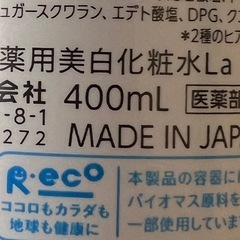 ュガースクワラン、エデト酸塩、DPG、クエ
*2種のヒア
薬用美白化粧水La
会社 400mL 医薬部
-8-1
272 MADE IN JAP
R・eco
ココロもカラダも
地球も健康に
本製品の容器に
バイオマス原料を
一部使用していま